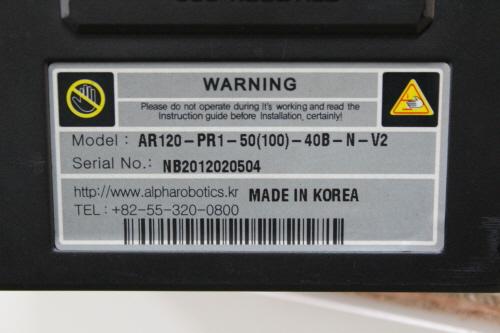 WARNING
Please do not operate during It's working and read the
Instruction guide before Installation, certainly!
Model : AR120-PR1-50(100)-40B-N-V2
Serial No.: NB2012020504
http://www.alpharobotics.kr MADE IN KOREA
TEL : +82-55-320-0800